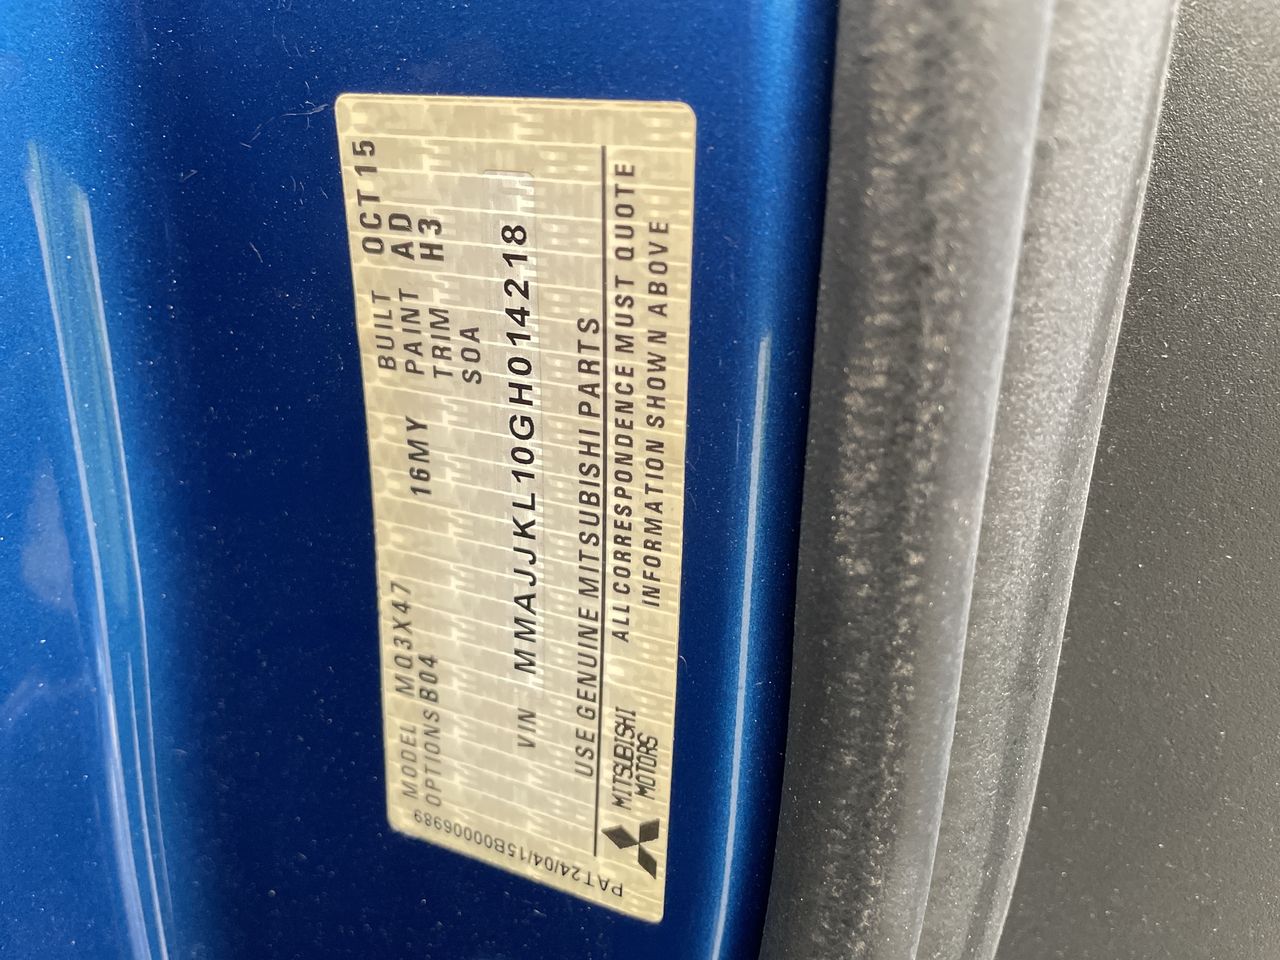 MODEL MQ3X47 16MY BUILT OCT 15
OPTIONS B04 PAINT AD
TRIM H3
SOA
VIN MMAJJKL10GH014218
USE GENUINE MITSUBISHI PARTS
MITSUBISHI
MOTORS
ALL CORRESPONDENCE MUST QUOTE
INFORMATION SHOWN ABOVE
PAT24/04/15B000006989